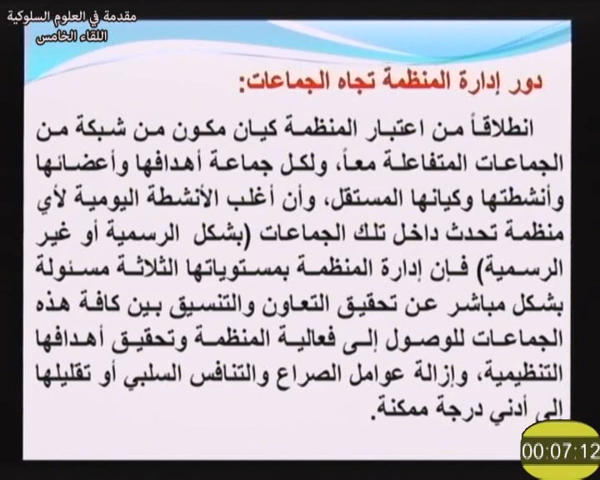 مقدمة في العلوم السلوكية
اللقاء الخامس
دور إدارة المنظمة تجاه الجماعات:
انطلاقاً من اعتبار المنظمة كيان مكون من شبكة من
الجماعات المتفاعلة معاً، ولكل جماعة أهدافها وأعضائها
وأنشطتها وكيانها المستقل، وأن أغلب الأنشطة اليومية لأي
منظمة تحدث داخل تلك الجماعات (بشكل الرسمية أو غير
الرسمية) فإن إدارة المنظمة بمستوياتها الثلاثة مسئولة
بشكل مباشر عن تحقيق التعاون والتنسيق بين كافة هذه
الجماعات للوصول إلى فعالية المنظمة وتحقيق أهدافها
التنظيمية، وإزالة عوامل الصراع والتنافس السلبي أو تقليلها
إلى أدني درجة ممكنة.
00:07:12